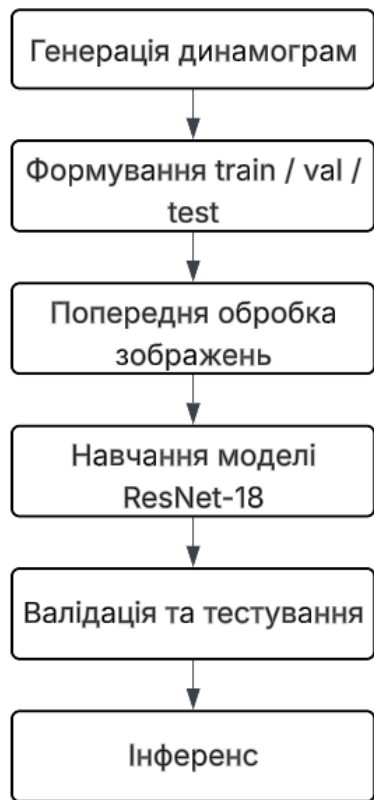 Генерація динамограм
Формування train / val /
test
Попередня обробка
зображень
Навчання моделі
ResNet-18
Валідація та тестування
Інференс